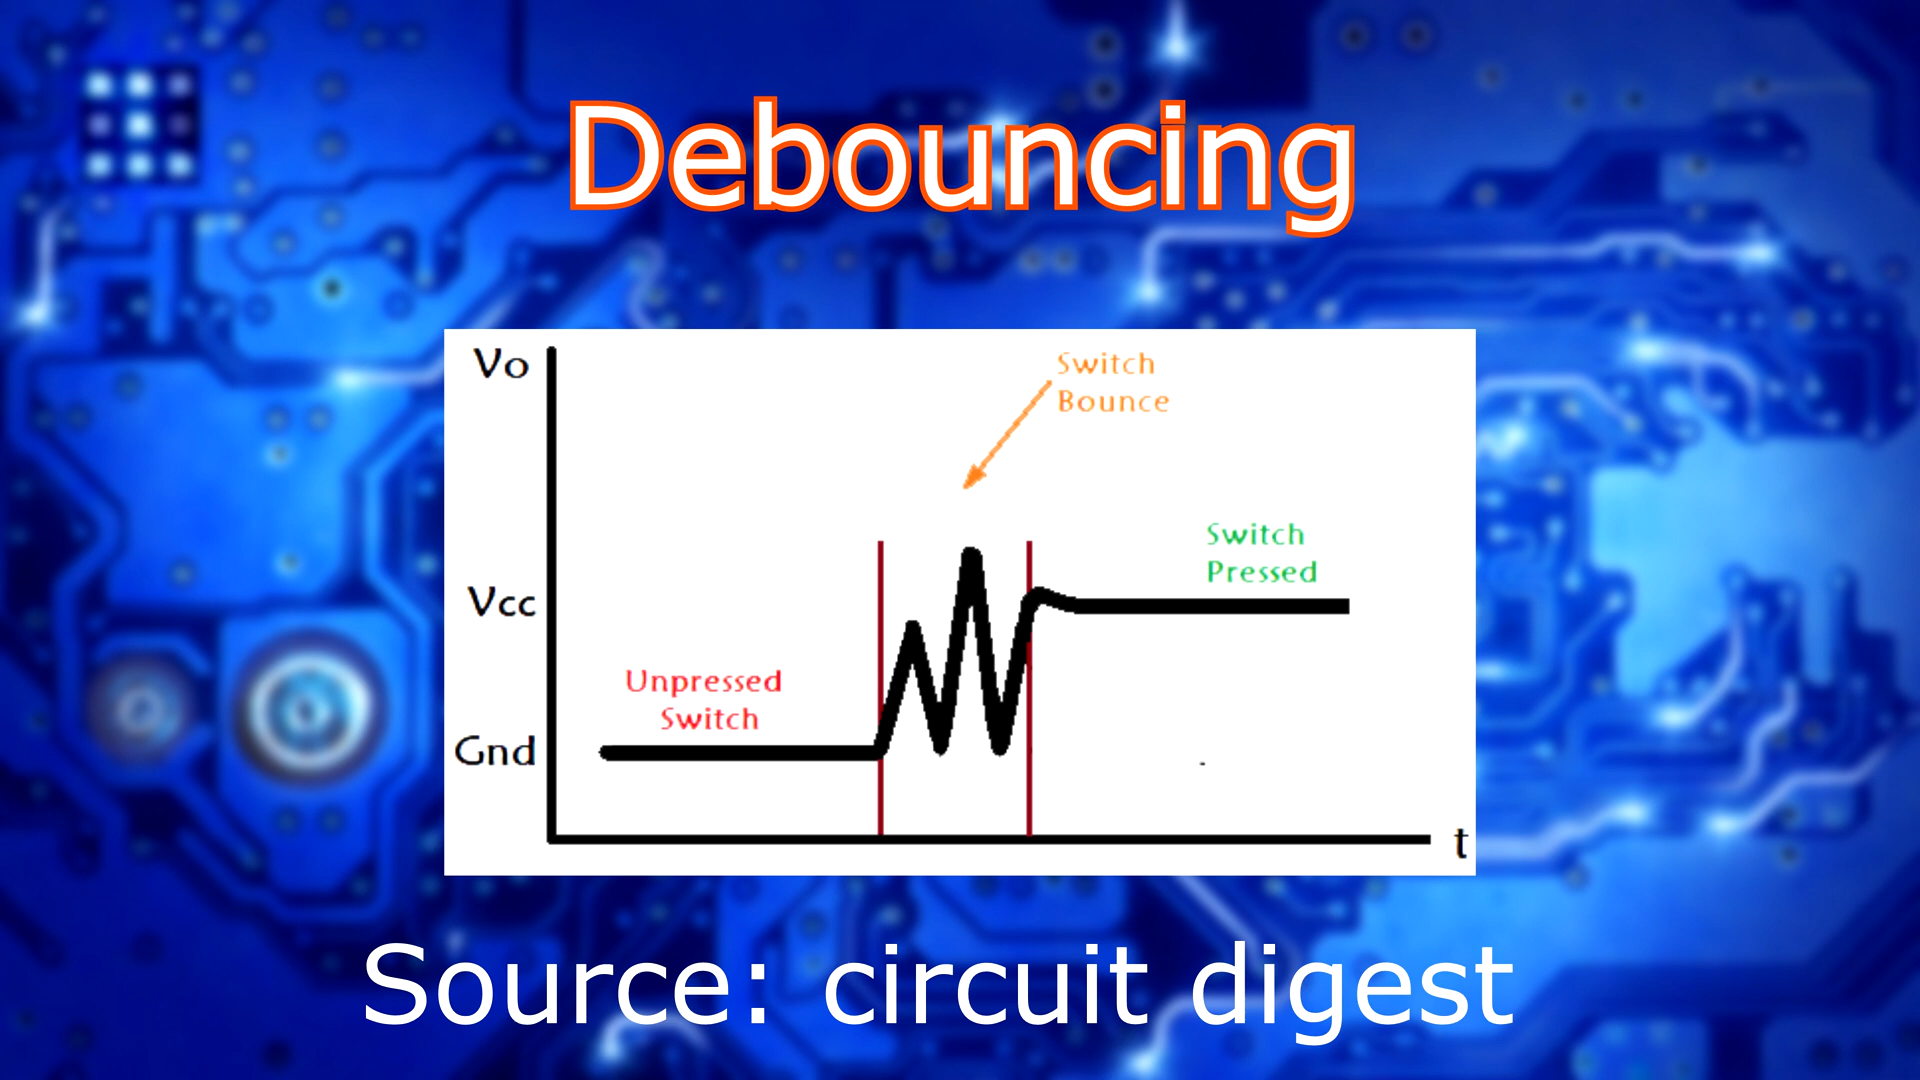 Debouncing
Vo
Switch
Bounce
Switch
Pressed
Vcc
Unpressed
Switch
Gnd
t
Source: circuit digest